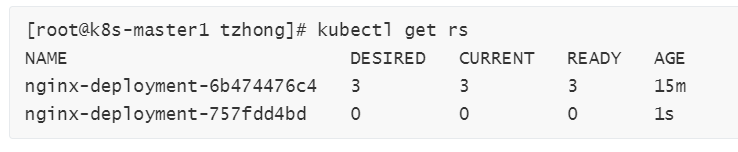 [root@k8s-master1 tzhong]# kubectl get rs
NAME DESIRED CURRENT READY AGE
nginx-deployment-6b474476c4 3 3 3 15m
nginx-deployment-757fdd4bd 0 0 0 1s